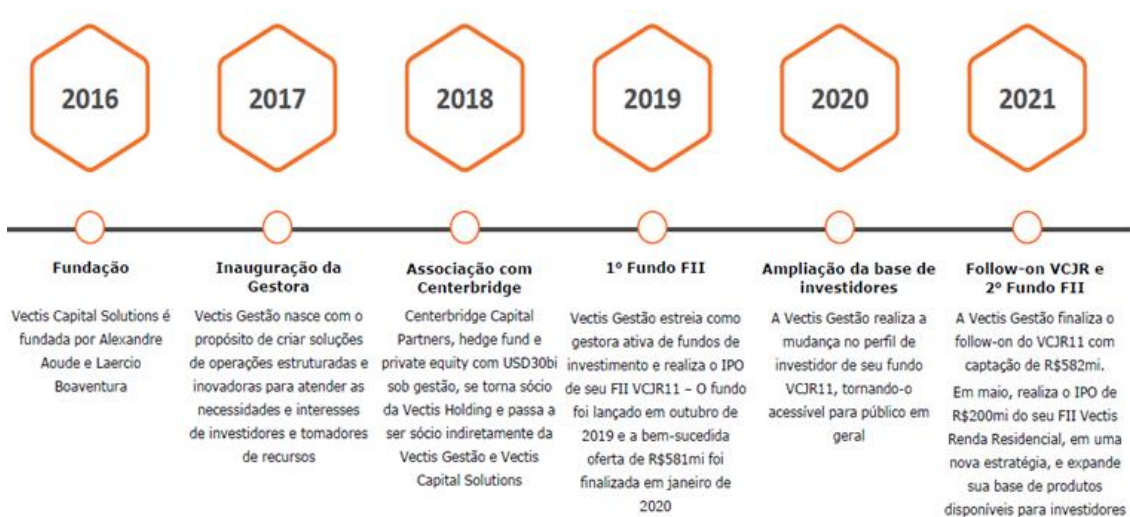 2016
2017
2018
2019
2020
2021
Fundação
Vectis Capital Solutions é
fundada por Alexandre
Aoude e Laercio
Boaventura
Inauguração da
Gestora
Vectis Gestão nasce com o
propósito de criar soluções
de operações estruturadas e
inovadoras para atender as
necessidades e interesses
de investidores e tomadores
de recursos
Associação com
Centerbridge
Centerbridge Capital
Partners, hedge fund e
private equity com USD30bi
sob gestão, se torna sócio
da Vectis Holding e passa a
ser sócio indiretamente da
Vectis Gestão e Vectis
Capital Solutions
1º Fundo FII
Vectis Gestão estreia como
gestora ativa de fundos de
investimento e realiza o IPO
de seu FII VCJR11 – O fundo
foi lançado em outubro de
2019 e a bem-sucedida
oferta de R$581mi foi
finalizada em janeiro de
2020
Ampliação da base de
investidores
A Vectis Gestão realiza a
mudança no perfil de
investidor de seu fundo
VCJR11, tornando-o
acessível para público em
geral
Follow-on VCJR e
2º Fundo FII
A Vectis Gestão finaliza o
follow-on do VCJR11 com
captação de R$582mi.
Em maio, realiza o IPO de
R$200mi do seu FII Vectis
Renda Residencial, em uma
nova estratégia, e expande
sua base de produtos
disponíveis para investidores